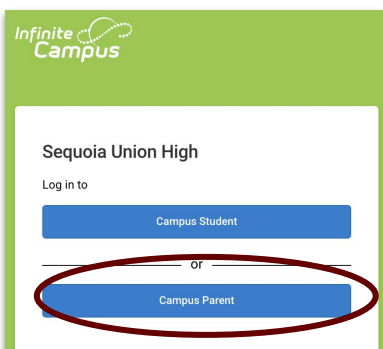 Infinite
Campus
Sequoia Union High
Log in to
Campus Student
or
Campus Parent